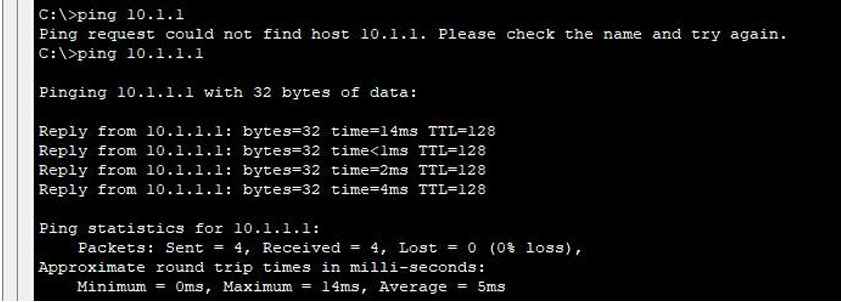 C:\>ping 10.1.1
Ping request could not find host 10.1.1. Please check the name and try again.
C:\>ping 10.1.1.1
Pinging 10.1.1.1 with 32 bytes of data:
Reply from 10.1.1.1: bytes=32 time=14ms TTL=128
Reply from 10.1.1.1: bytes=32 time<1ms TTL=128
Reply from 10.1.1.1: bytes=32 time=2ms TTL=128
Reply from 10.1.1.1: bytes=32 time=4ms TTL=128
Ping statistics for 10.1.1.1:
Packets: Sent = 4, Received = 4, Lost = 0 (0% loss),
Approximate round trip times in milli-seconds:
Minimum = 0ms, Maximum = 14ms, Average = 5ms